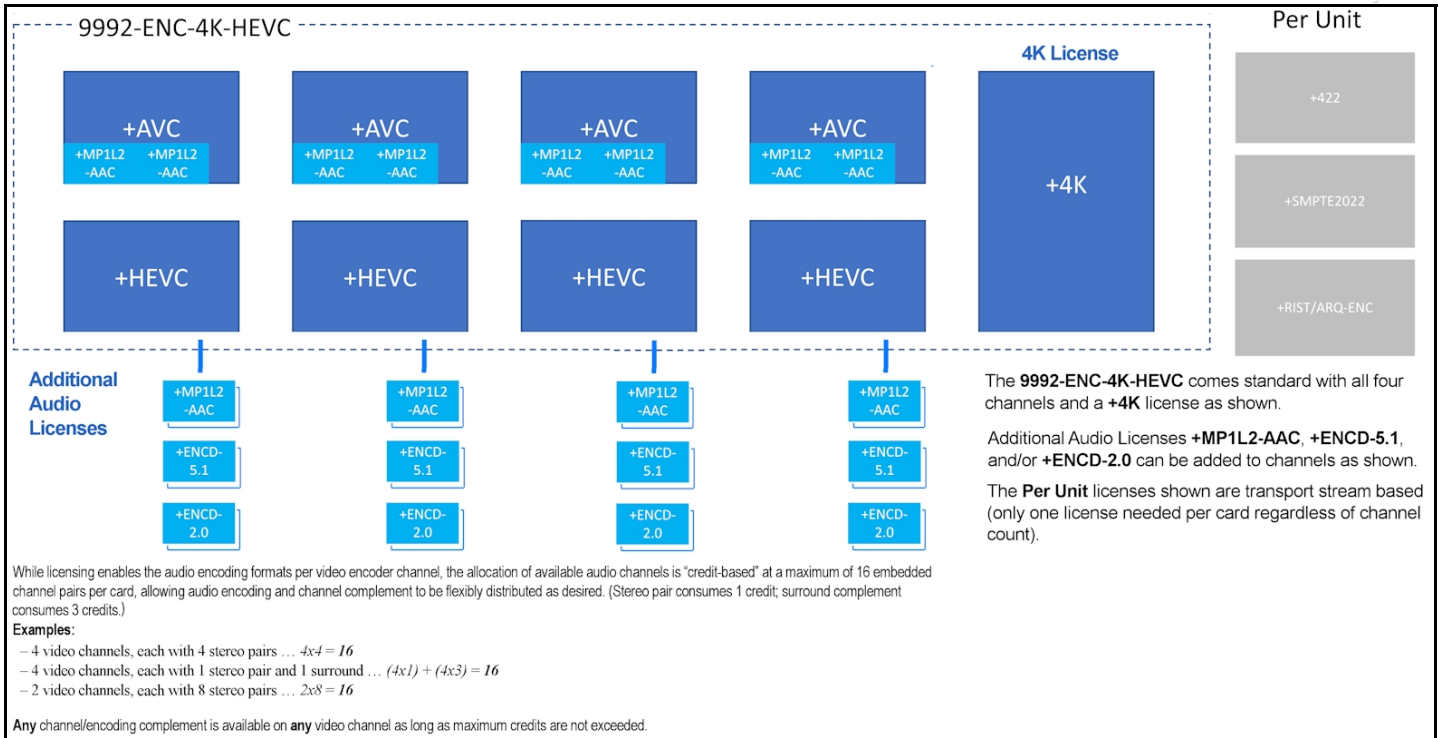 9992-ENC-4K-HEVC
Per Unit
4K License
+AVC
+MP1L2
-AAC
+MP1L2
-AAC
+AVC
+MP1L2
-AAC
+MP1L2
-AAC
+AVC
+MP1L2
-AAC
+MP1L2
-AAC
+AVC
+MP1L2
-AAC
+MP1L2
-AAC
+4K
+422
+SMPTE2022
+RIST/ARQ-ENC
+HEVC
+HEVC
+HEVC
+HEVC
Additional
Audio
Licenses
+MP1L2
-AAC
+ENCD-
5.1
+ENCD-
2.0
+MP1L2
-AAC
+ENCD-
5.1
+ENCD-
2.0
+MP1L2
-AAC
+ENCD-
5.1
+ENCD-
2.0
+MP1L2
-AAC
+ENCD-
5.1
+ENCD-
2.0
The 9992-ENC-4K-HEVC comes standard with all four
channels and a +4K license as shown.
Additional Audio Licenses +MP1L2-AAC, +ENCD-5.1,
and/or +ENCD-2.0 can be added to channels as shown.
The Per Unit licenses shown are transport stream based
(only one license needed per card regardless of channel
count).
While licensing enables the audio encoding formats per video encoder channel, the allocation of available audio channels is “credit-based” at a maximum of 16 embedded
channel pairs per card, allowing audio encoding and channel complement to be flexibly distributed as desired. (Stereo pair consumes 1 credit; surround complement
consumes 3 credits.)
Examples:
– 4 video channels, each with 4 stereo pairs … 4x4 = 16
– 4 video channels, each with 1 stereo pair and 1 surround … (4x1) + (4x3) = 16
– 2 video channels, each with 8 stereo pairs … 2x8 = 16
Any channel/encoding complement is available on any video channel as long as maximum credits are not exceeded.